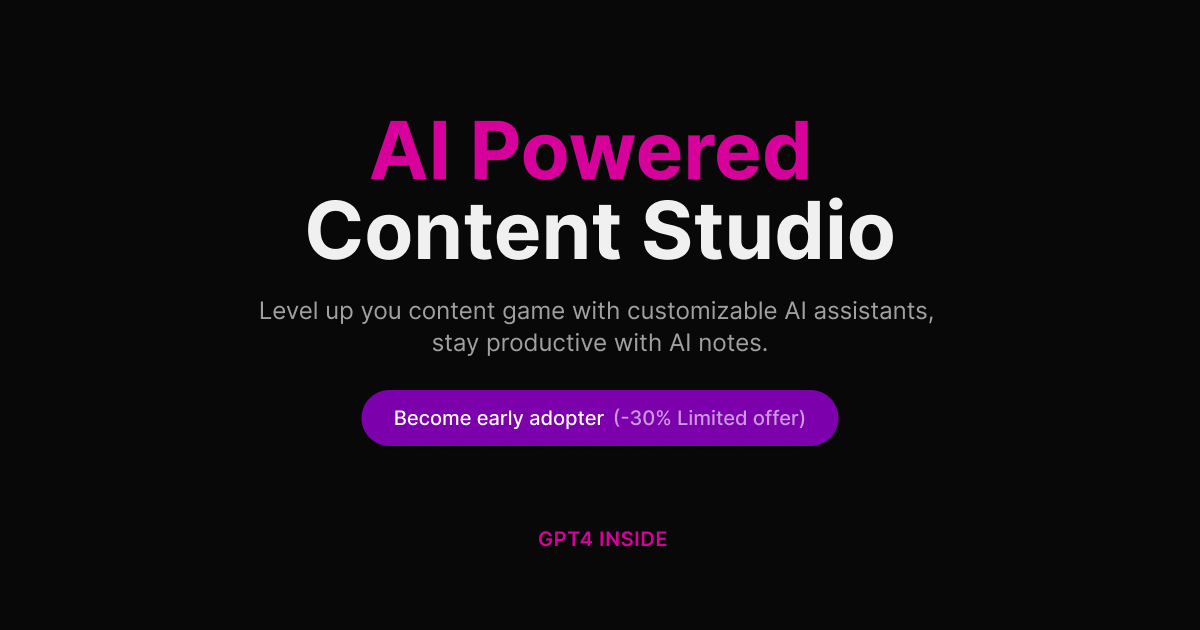 AI Powered
Content Studio
Level up you content game with customizable AI assistants,
stay productive with AI notes.
Become early adopter (-30% Limited offer)
GPT4 INSIDE